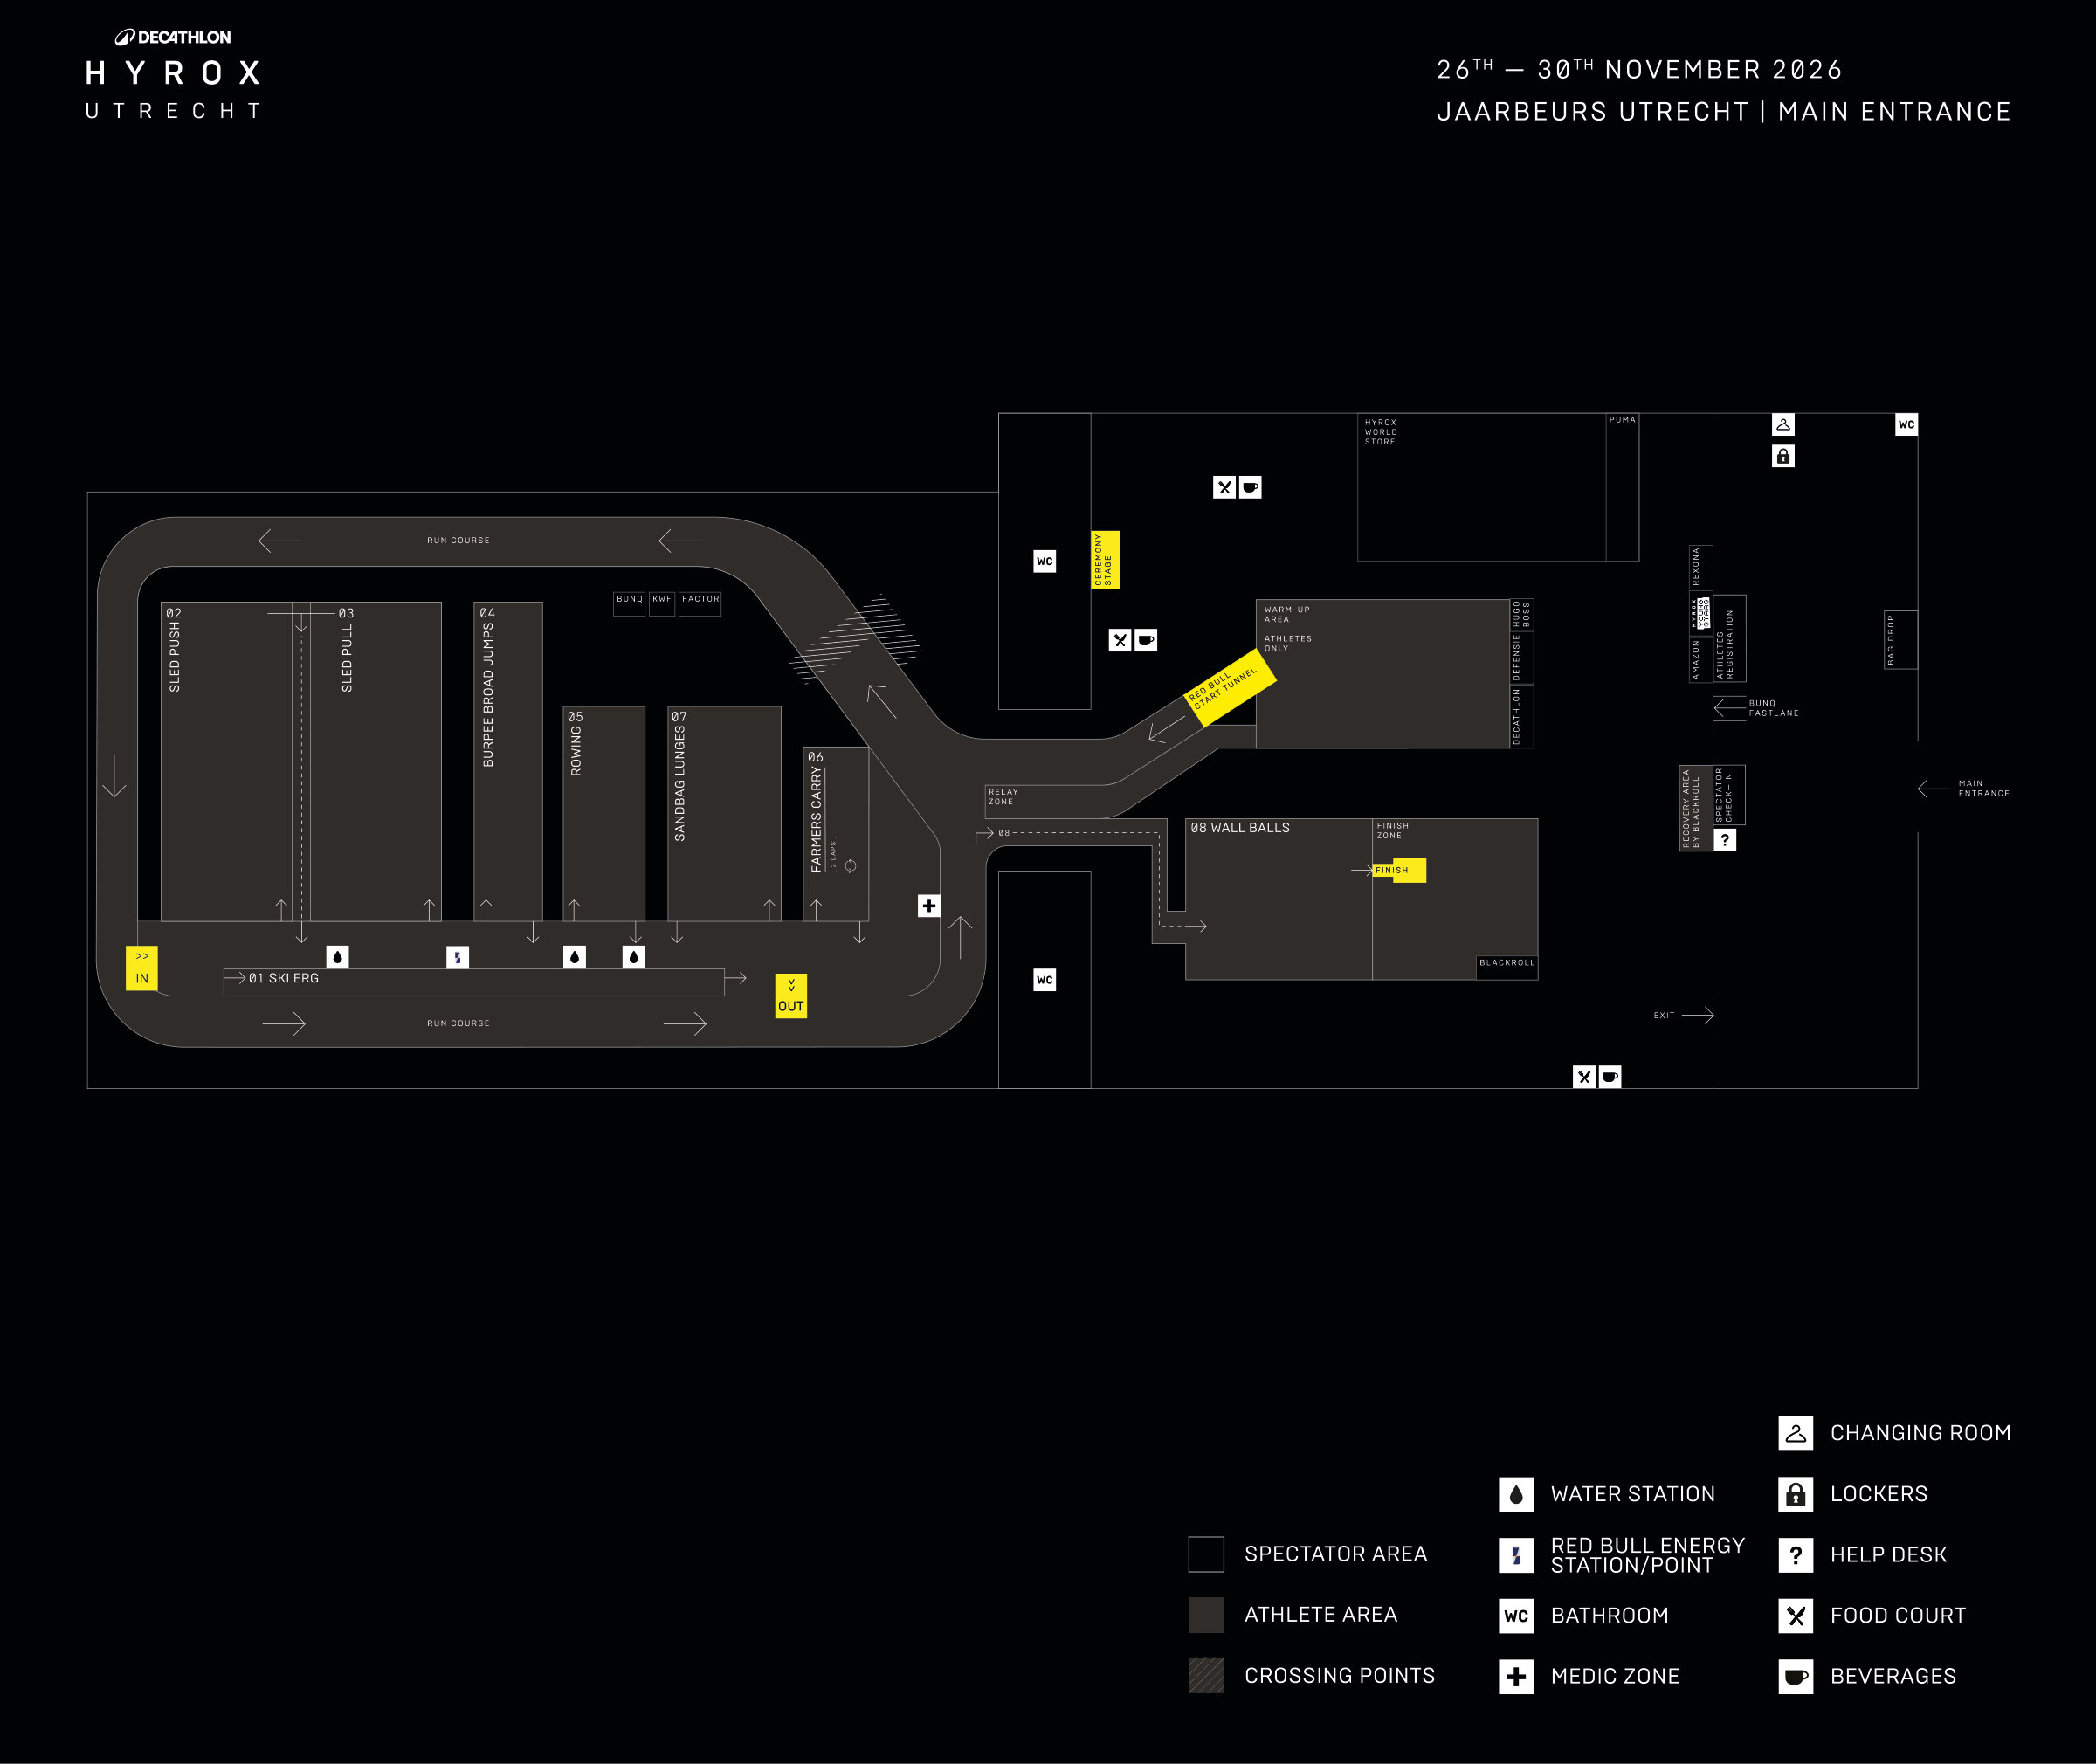 DECATHLON
HYROX
UTRECHT
26TH — 30TH NOVEMBER 2026
JAARBEURS UTRECHT | MAIN ENTRANCE
HYROX
WORLD
STORE
PUMA
WC
WC
CEREMONY
STAGE
RUN COURSE
REXONA
HYROX
YOUNG
STARS
AMAZON
ATHLETES
REGISTRATION
BAG DROP
BUNQ
FASTLANE
BUNQ
KWF
FACTOR
WARM-UP
AREA
ATHLETES
ONLY
HUGO
BOSS
DEFENSIE
DECATHLON
RED BULL
START TUNNEL
02
SLED PUSH
03
SLED PULL
04
BURPEE BROAD JUMPS
05
ROWING
07
SANDBAG LUNGES
06
FARMERS CARRY
[2 LAPS]
RELAY
ZONE
08
08 WALL BALLS
FINISH
ZONE
FINISH
BLACKROLL
RECOVERY AREA
BY BLACKROLL
SPECTATOR
CHECK-IN
?
MAIN
ENTRANCE
>>
IN
01 SKI ERG
>>
OUT
RUN COURSE
WC
EXIT
CHANGING ROOM
WATER STATION
LOCKERS
SPECTATOR AREA
RED BULL ENERGY
STATION/POINT
? HELP DESK
ATHLETE AREA
WC BATHROOM
FOOD COURT
CROSSING POINTS
MEDIC ZONE
BEVERAGES